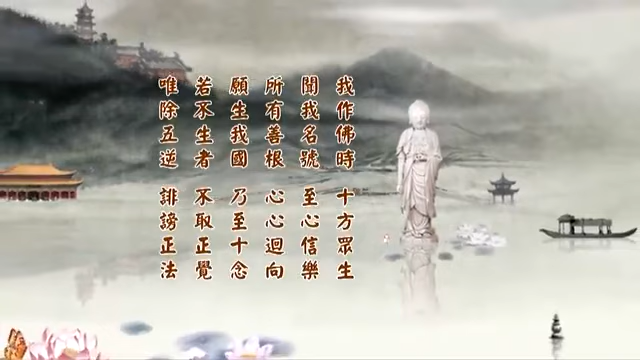 我作佛時 十方眾生
聞我名號 至心信樂
所有善根 心心迴向
願生我國 乃至十念
若不生者 不取正覺
唯除五逆 誹謗正法